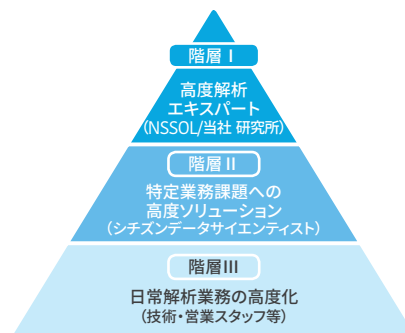 階層 I
高度解析
エキスパート
(NSSOL/当社 研究所)
階層 II
特定業務課題への
高度ソリューション
(シチズンデータサイエンティスト)
階層III
日常解析業務の高度化
(技術・営業スタッフ等)